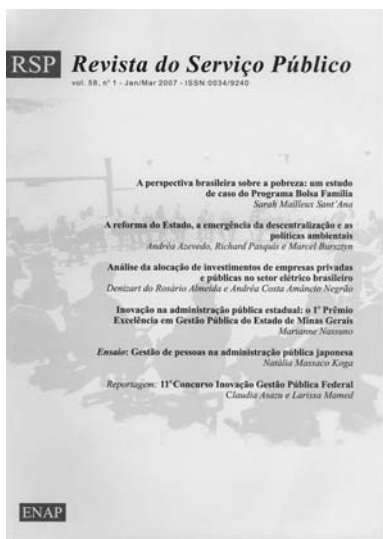 RSP Revista do Serviço Público
vol. 58, nº 1 - Jan/Mar 2007 - ISSN:0034/9240
A perspectiva brasileira sobre a pobreza: um estudo
de caso do Programa Bolsa Família
Sarah Mailleux Sant'Ana
A reforma do Estado, a emergência da descentralização e as
políticas ambientais
Andréa Azevedo, Richard Pasquis e Marcel Bursztyn
Análise da alocação de investimentos de empresas privadas
e públicas no setor elétrico brasileiro
Denizart do Rosário Almeida e Andréa Costa Amâncio Negrão
Inovação na administração pública estadual: o 1º Prêmio
Excelência em Gestão Pública do Estado de Minas Gerais
Marianne Nassuno
Ensaio: Gestão de pessoas na administração pública japonesa
Natália Massaco Koga
Reportagem: 11º Concurso Inovação Gestão Pública Federal
Claudia Asazu e Larissa Mamed
ENAP